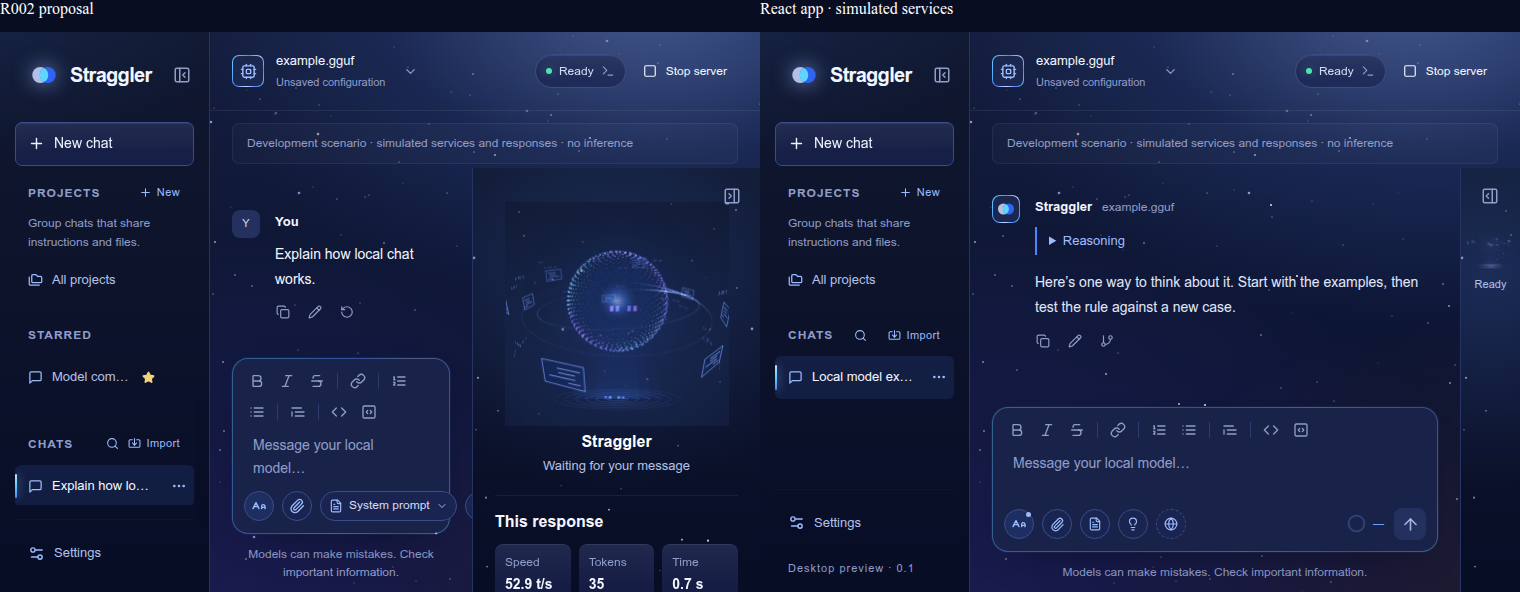 R002 proposal
Straggler
New chat
PROJECTS
New
Group chats that share
instructions and files.
All projects
STARRED
Model com…
CHATS
Import
Explain how lo…
Settings
example.gguf
Unsaved configuration
Ready
Stop server
Development scenario · simulated services and responses · no inference
Y
You
Explain how local chat
works.
Message your local
model…
System prompt
Models can make mistakes. Check
important information.
Straggler
Waiting for your message
This response
Speed
52.9 t/s
Tokens
35
Time
0.7 s
React app · simulated services
Straggler
New chat
PROJECTS
New
Group chats that share
instructions and files.
All projects
CHATS
Import
Local model ex…
Settings
Desktop preview · 0.1
example.gguf
Unsaved configuration
Ready
Stop server
Development scenario · simulated services and responses · no inference
Straggler example.gguf
Reasoning
Here’s one way to think about it. Start with the examples, then
test the rule against a new case.
Message your local model…
Models can make mistakes. Check important information.
Ready